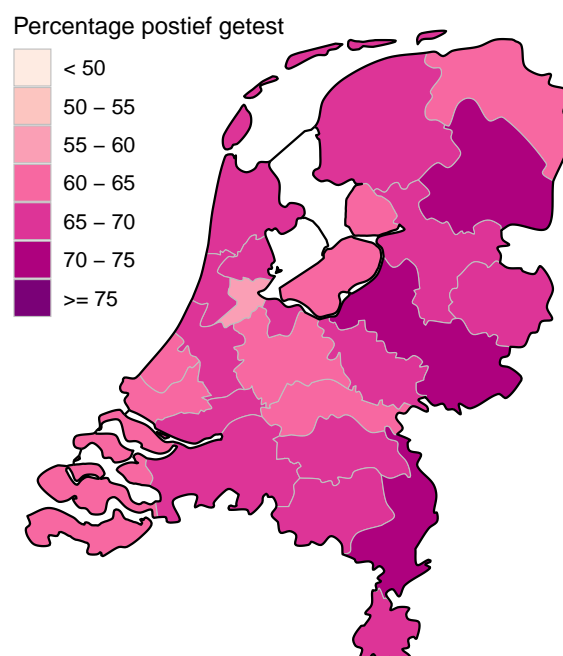 Percentage postief getest
< 50
50 – 55
55 – 60
60 – 65
65 – 70
70 – 75
>= 75